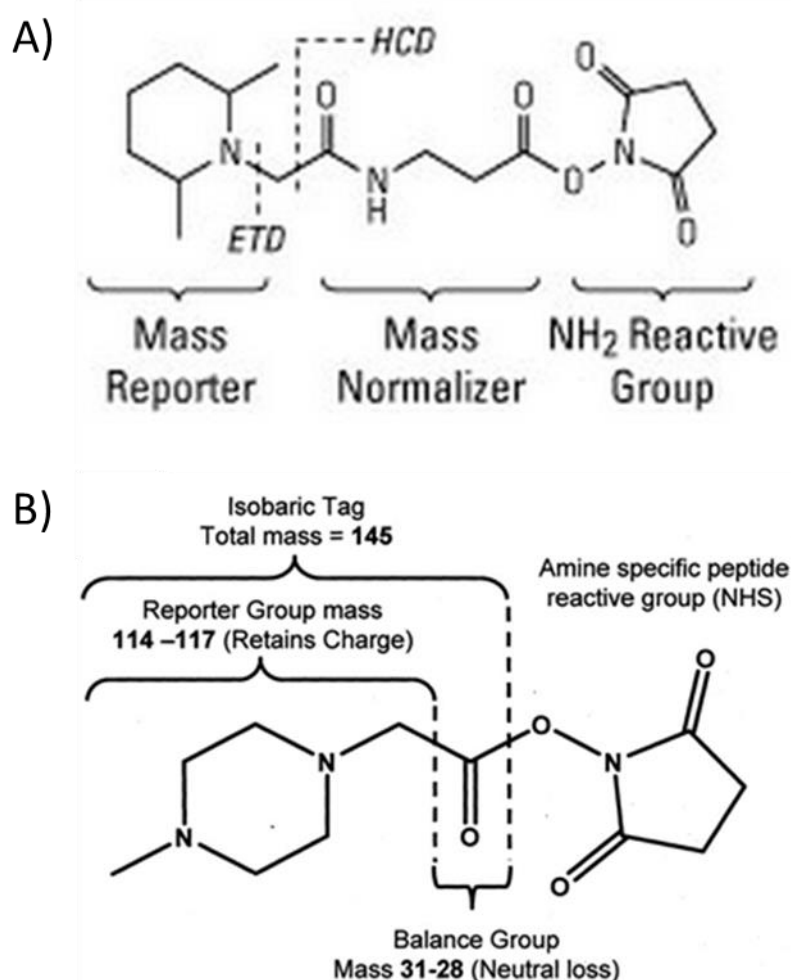 A)
HCD
O
O
O
N
N
H
O
N
O
ETD
Mass
Reporter
Mass
Normalizer
NH2 Reactive
Group
B)
Isobaric Tag
Total mass = 145
Amine specific peptide
reactive group (NHS)
Reporter Group mass
114 –117 (Retains Charge)
O
O
N
N
N
O
O
Balance Group
Mass 31-28 (Neutral loss)